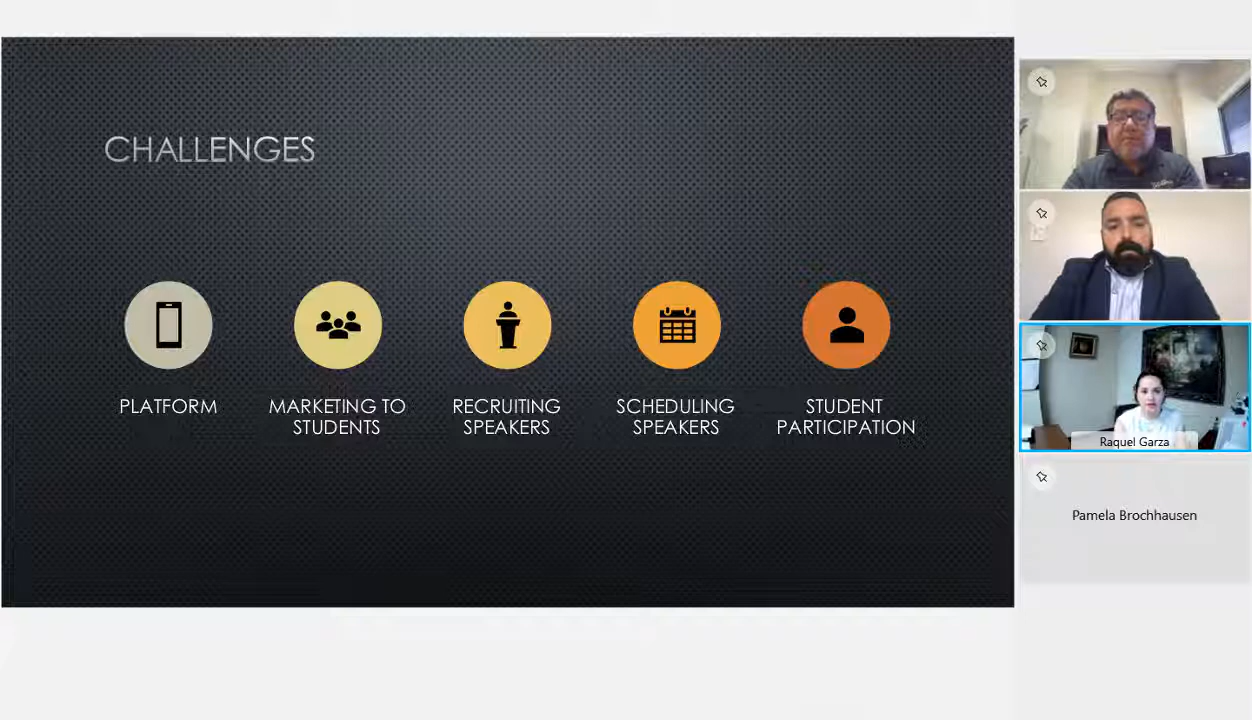 CHALLENGES
PLATFORM
MARKETING TO
STUDENTS
RECRUITING
SPEAKERS
SCHEDULING
SPEAKERS
STUDENT
PARTICIPATION
Raquel Garza
Pamela Brochhausen